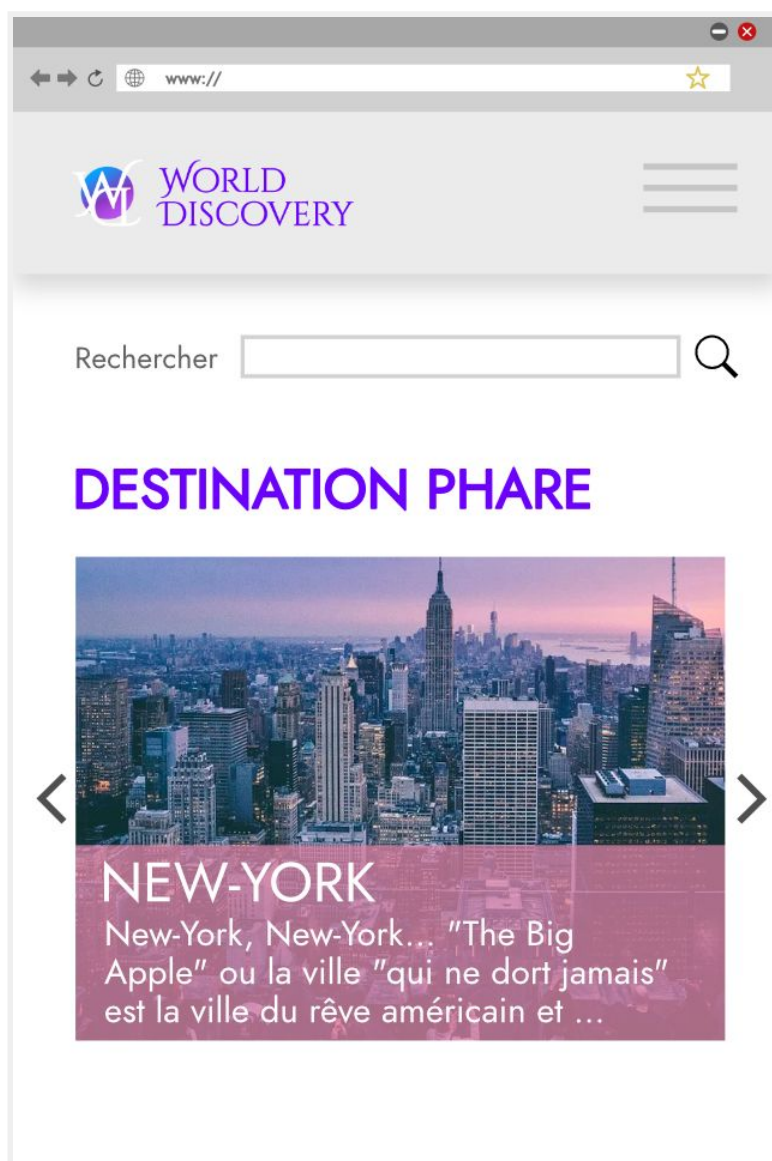 www://
WORLD
DISCOVERY
Rechercher
DESTINATION PHARE
NEW-YORK
New-York, New-York... "The Big
Apple" ou la ville "qui ne dort jamais"
est la ville du rêve américain et ...